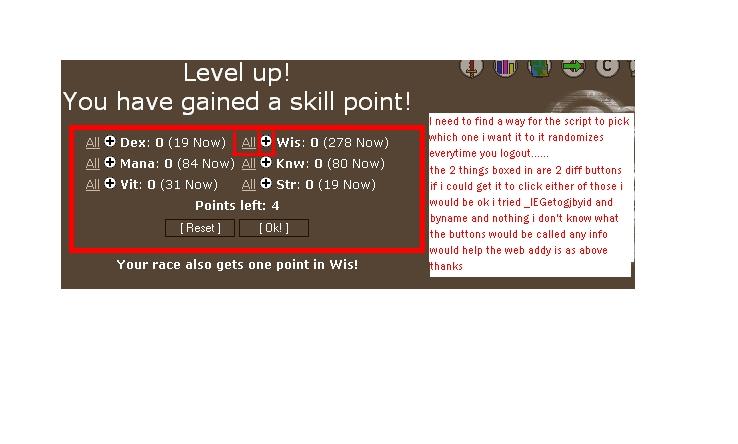 Level up!
You have gained a skill point!
All Dex: 0 (19 Now) All Wis: 0 (278 Now)
All Mana: 0 (84 Now) All Knw: 0 (80 Now)
All Vit: 0 (31 Now) All Str: 0 (19 Now)
Points left: 4
[ Reset ] [ Ok! ]
Your race also gets one point in Wis!
C
I need to find a way for the script to pick
which one i want it to it randomizes
everytime you logout......
the 2 things boxed in are 2 diff buttons
if i could get it to click either of those i
would be ok i tried _IEGetogjbyid and
byname and nothing i don't know what
the buttons would be called any info
would help the web addy is as above
thanks